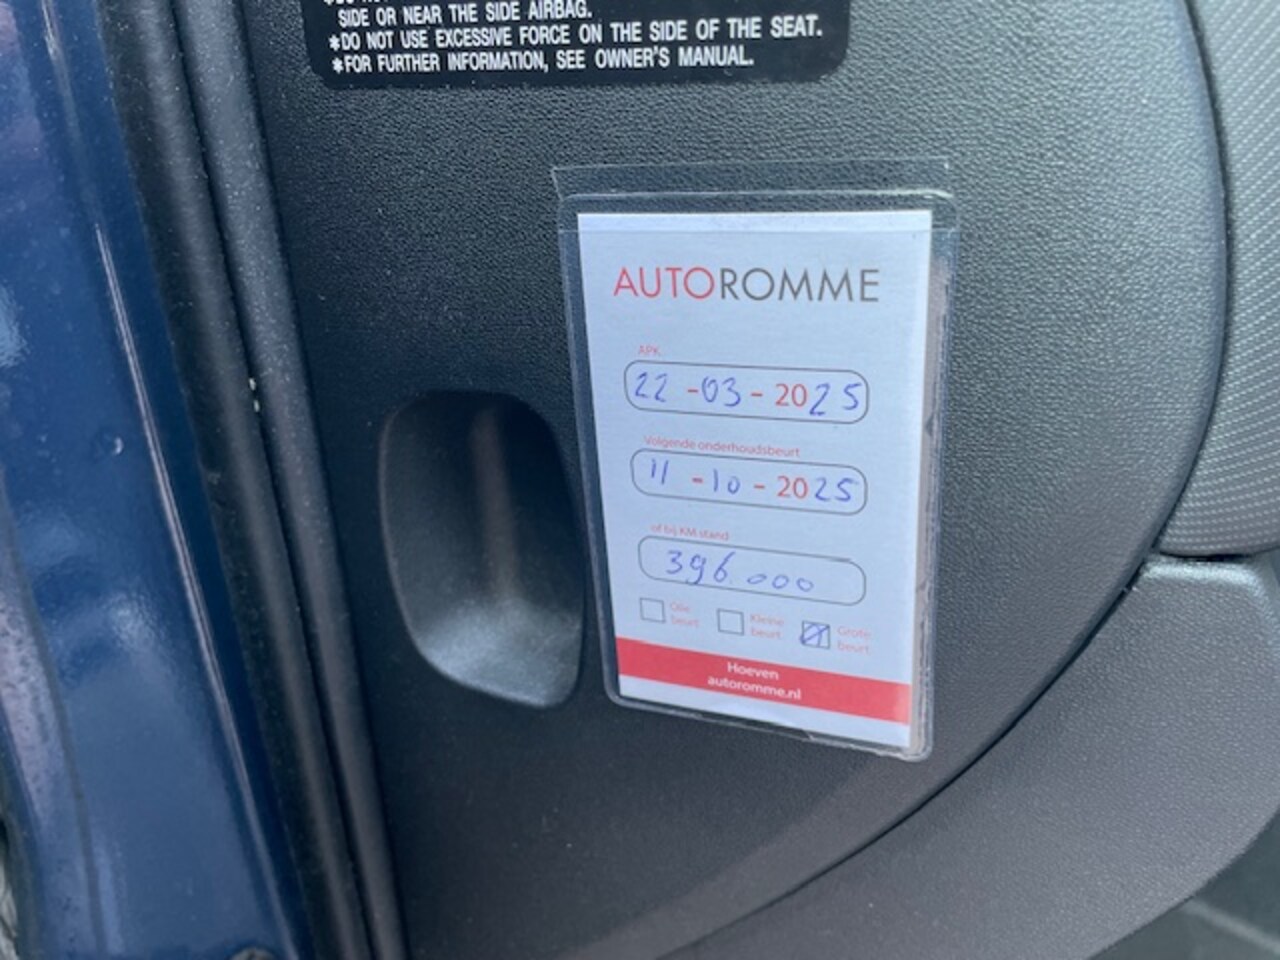 SIDE OR NEAR THE SIDE AIRBAG.
*DO NOT USE EXCESSIVE FORCE ON THE SIDE OF THE SEAT.
*FOR FURTHER INFORMATION, SEE OWNER'S MANUAL.
AUTOROMME
APK
22-03-2025
Volgende onderhoudsbeurt
11-10-2025
of bij KM stand
396.000
Olie beurt
Kleine beurt
Grote beurt
Hoeven
autoromme.nl